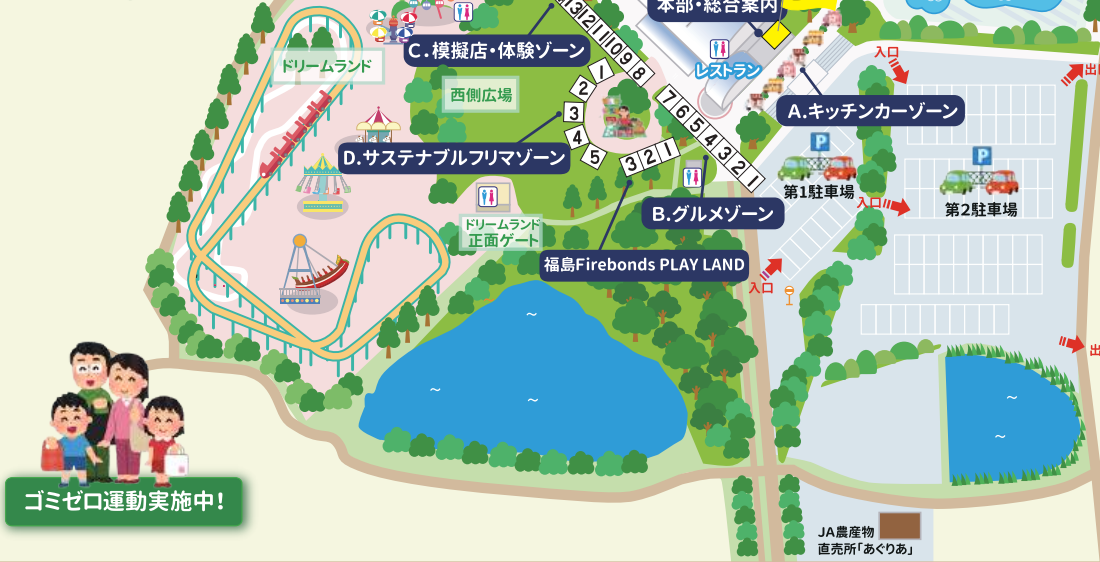 本部・総合案内
C.模擬店・体験ゾーン
13
12
11
10
9
8
ドリームランド
西側広場
レストラン
入口
出口
A.キッチンカーゾーン
7
6
5
4
3
2
1
1
2
3
4
5
D.サステナブルフリマゾーン
3
2
1
P
第1駐車場
P
第2駐車場
入口
B.グルメゾーン
ドリームランド
正面ゲート
福島Firebonds PLAY LAND
入口
出
ゴミゼロ運動実施中!
JA農産物
直売所「あぐりあ」